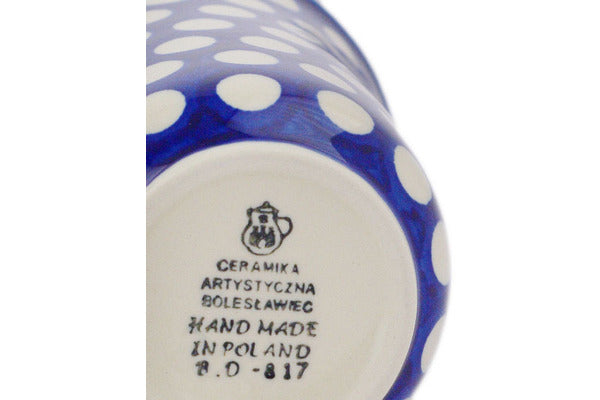 CERAMIKA
ARTYSTYCZNA
BOLESŁAWIEC
HAND MADE
IN POLAND
B.D -817